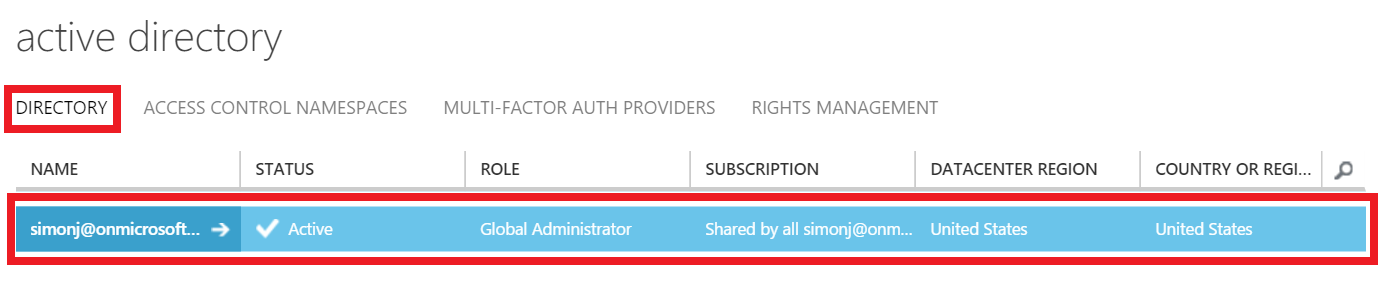 active directory
DIRECTORY ACCESS CONTROL NAMESPACES MULTI-FACTOR AUTH PROVIDERS RIGHTS MANAGEMENT
NAME STATUS ROLE SUBSCRIPTION DATACENTER REGION COUNTRY OR REGI...
simonj@onmicrosoft... Active Global Administrator Shared by all simonj@onm... United States United States